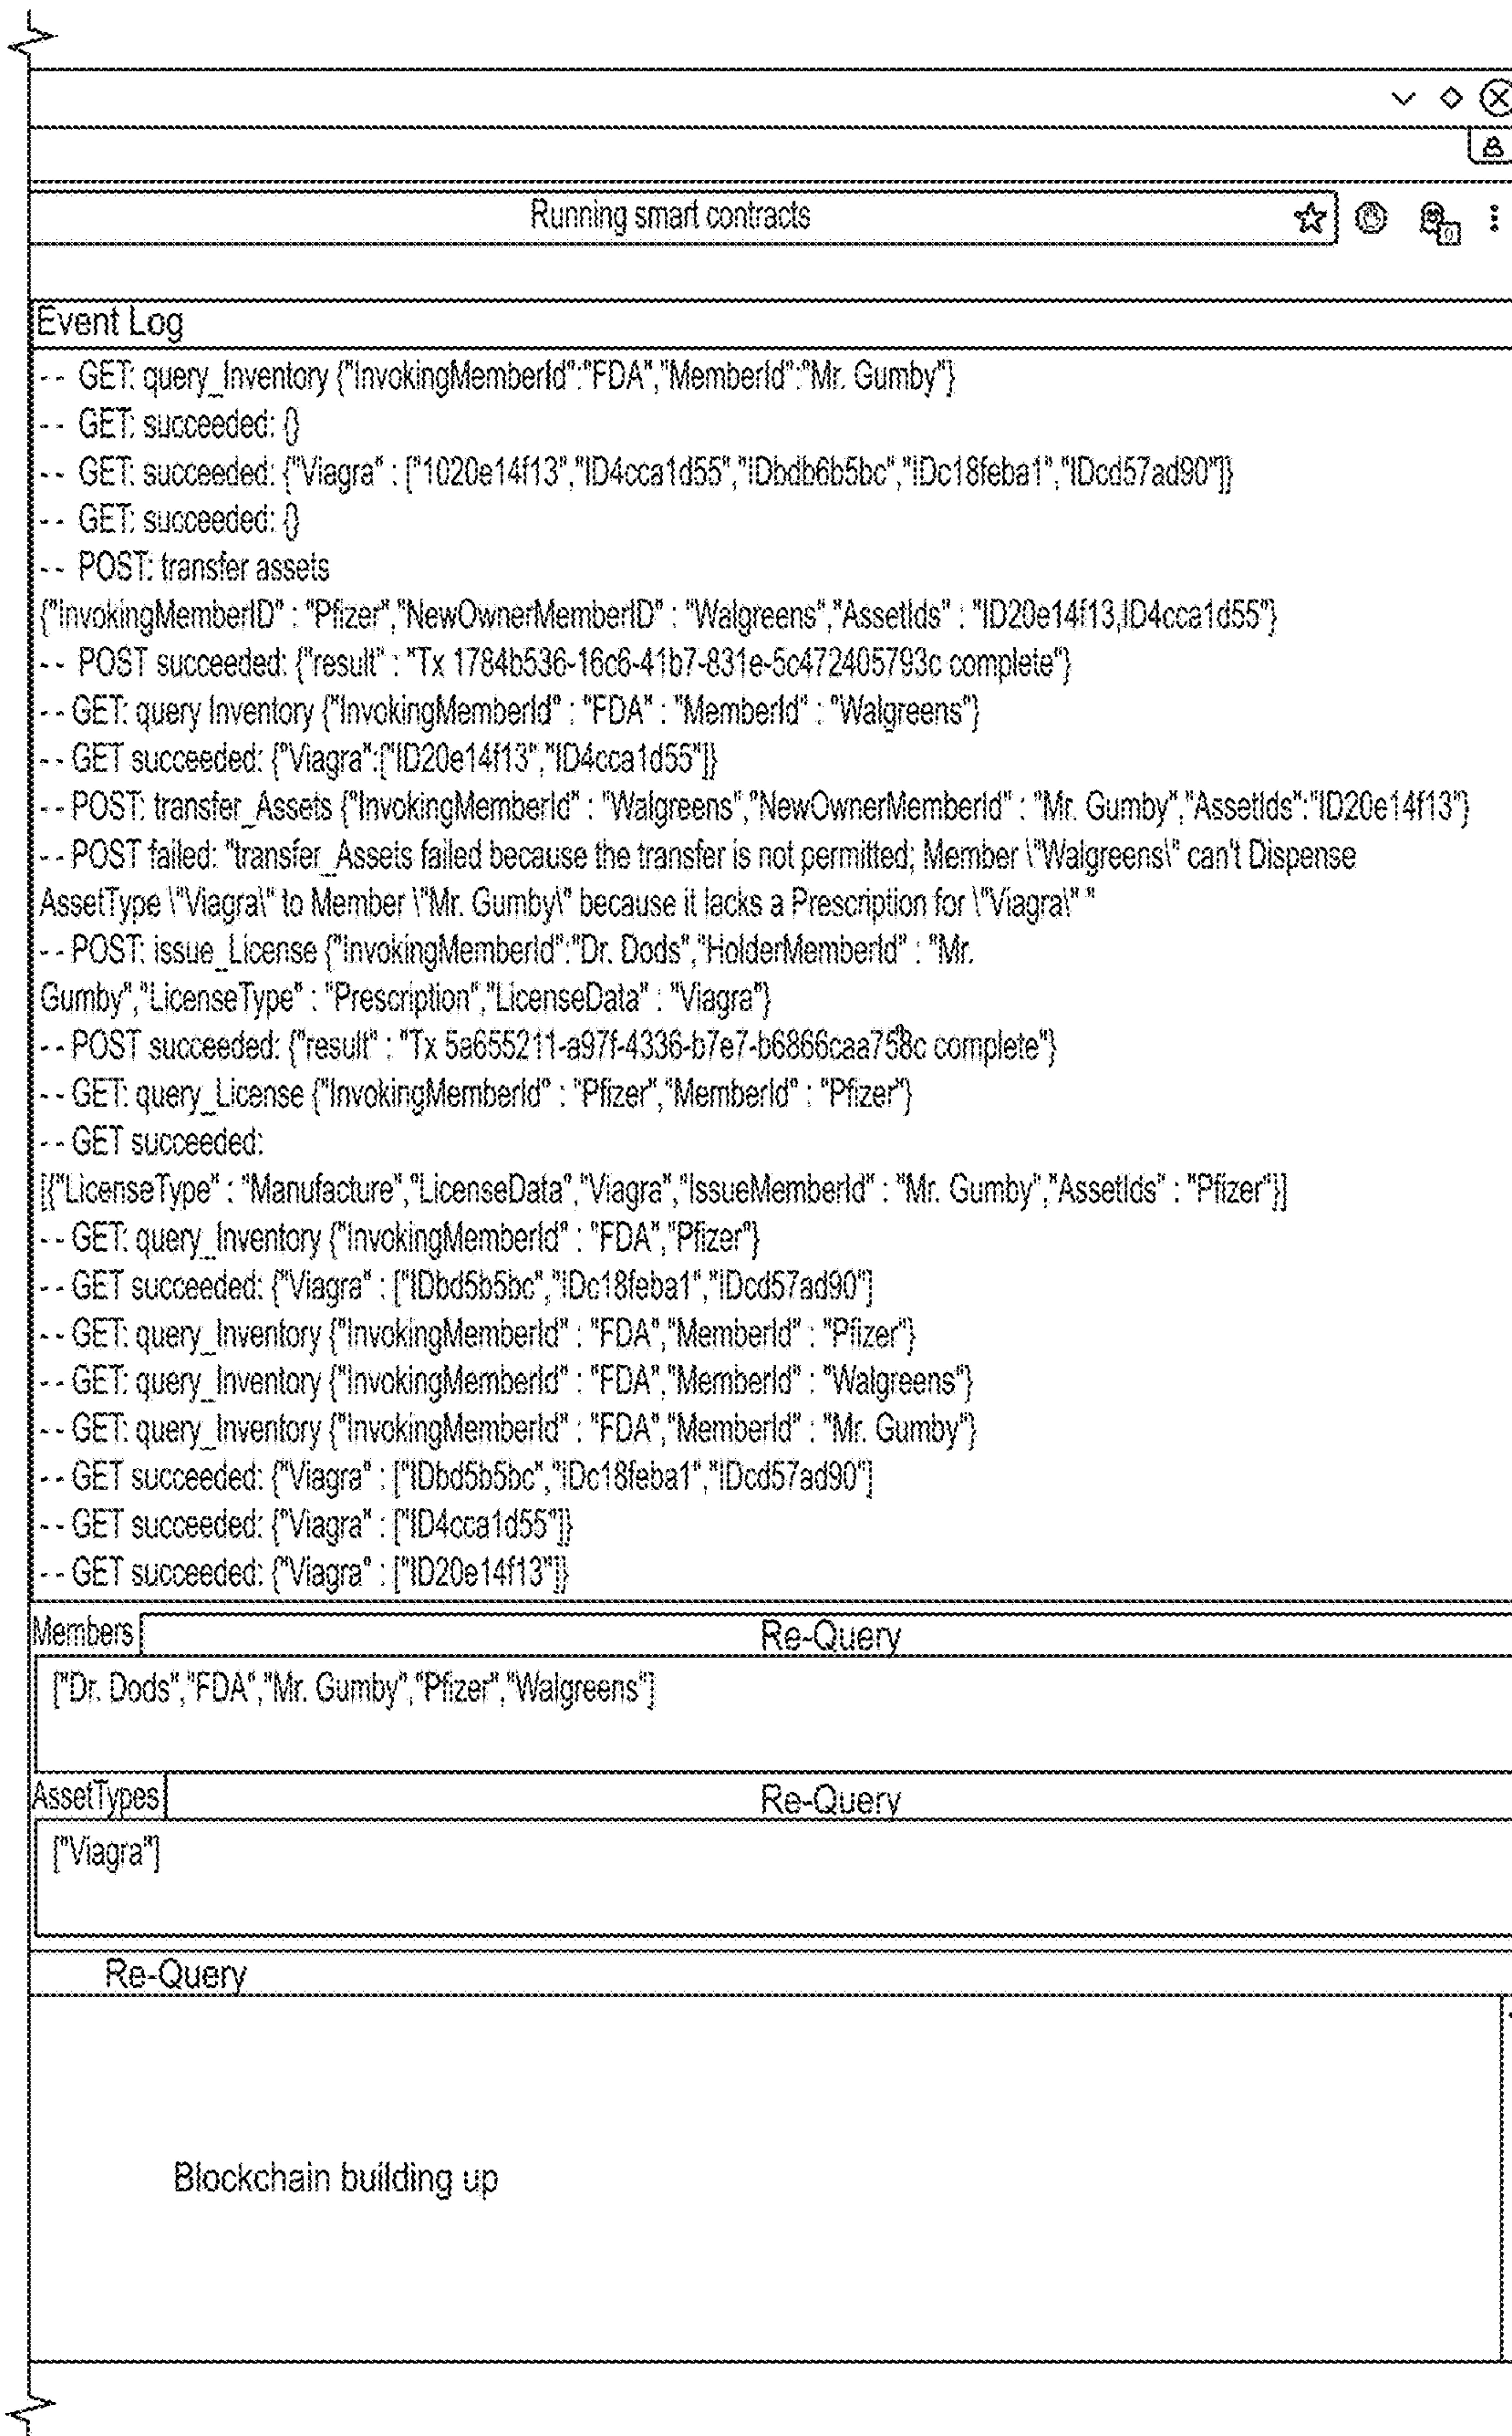 Running smart contracts
Event Log
-- GET: query_Inventory {"InvokingMemberId":"FDA","MemberId":"Mr. Gumby"}
-- GET: succeeded: {}
-- GET: succeeded: {"Viagra" : ["1020e14f13","ID4cca1d55","IDbdb6b5bc","IDc18feba1","IDcd57ad90"]}
-- GET: succeeded: {}
-- POST: transfer assets
{"InvokingMemberID" : "Pfizer","NewOwnerMemberID" : "Walgreens","AssetIds" : "ID20e14f13,ID4cca1d55"}
-- POST succeeded: {"result" : "Tx 1784b536-16c6-41b7-831e-5c472405793c complete"}
-- GET: query Inventory {"InvokingMemberId" : "FDA" : "MemberId" : "Walgreens"}
-- GET succeeded: {"Viagra":["ID20e14f13","ID4cca1d55"]}
-- POST: transfer_Assets {"InvokingMemberId" : "Walgreens","NewOwnerMemberId" : "Mr. Gumby","AssetIds":"ID20e14f13"}
-- POST failed: "transfer_Assets failed because the transfer is not permitted; Member \"Walgreens\" can't Dispense
AssetType \"Viagra\" to Member \"Mr. Gumby\" because it lacks a Prescription for \"Viagra\" "
-- POST: issue_License {"InvokingMemberId":"Dr. Dods","HolderMemberId" : "Mr.
Gumby","LicenseType" : "Prescription","LicenseData" : "Viagra"}
-- POST succeeded: {"result" : "Tx 5a655211-a97f-4336-b7e7-b6866caa758c complete"}
-- GET: query_License {"InvokingMemberId" : "Pfizer","MemberId" : "Pfizer"}
-- GET succeeded:
[{"LicenseType" : "Manufacture","LicenseData","Viagra","IssueMemberId" : "Mr. Gumby","AssetIds" : "Pfizer"}]
-- GET: query_Inventory {"InvokingMemberId" : "FDA","Pfizer"}
-- GET succeeded: {"Viagra" : ["IDbd5b5bc","IDc18feba1","IDcd57ad90"]
-- GET: query_Inventory {"InvokingMemberId" : "FDA","MemberId" : "Pfizer"}
-- GET: query_Inventory {"InvokingMemberId" : "FDA","MemberId" : "Walgreens"}
-- GET: query_Inventory {"InvokingMemberId" : "FDA","MemberId" : "Mr. Gumby"}
-- GET succeeded: {"Viagra" : ["IDbd5b5bc","IDc18feba1","IDcd57ad90"]
-- GET succeeded: {"Viagra" : ["ID4cca1d55"]}
-- GET succeeded: {"Viagra" : ["ID20e14f13"]}
Members Re-Query
["Dr. Dods","FDA","Mr. Gumby","Pfizer","Walgreens"]
AssetTypes Re-Query
["Viagra"]
Re-Query
Blockchain building up